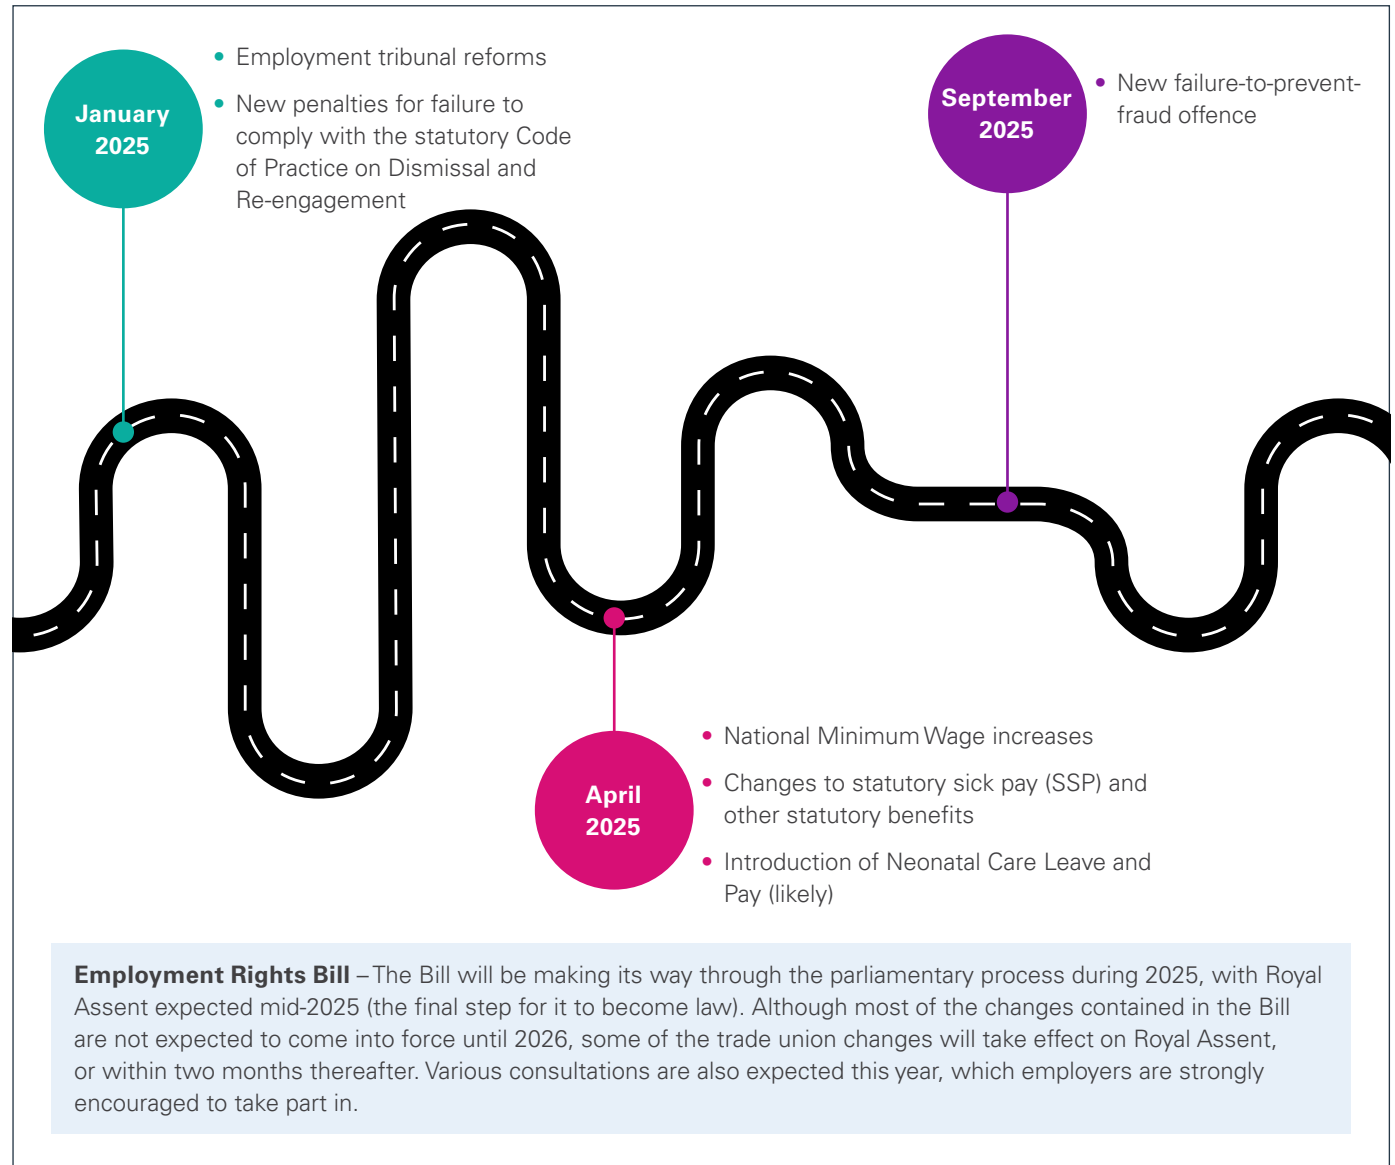 January
2025
• Employment tribunal reforms
• New penalties for failure to
comply with the statutory Code
of Practice on Dismissal and
Re-engagement
September
2025
• New failure-to-prevent-
fraud offence
April
2025
• National Minimum Wage increases
• Changes to statutory sick pay (SSP) and
other statutory benefits
• Introduction of Neonatal Care Leave and
Pay (likely)
Employment Rights Bill – The Bill will be making its way through the parliamentary process during 2025, with Royal
Assent expected mid-2025 (the final step for it to become law). Although most of the changes contained in the Bill
are not expected to come into force until 2026, some of the trade union changes will take effect on Royal Assent,
or within two months thereafter. Various consultations are also expected this year, which employers are strongly
encouraged to take part in.